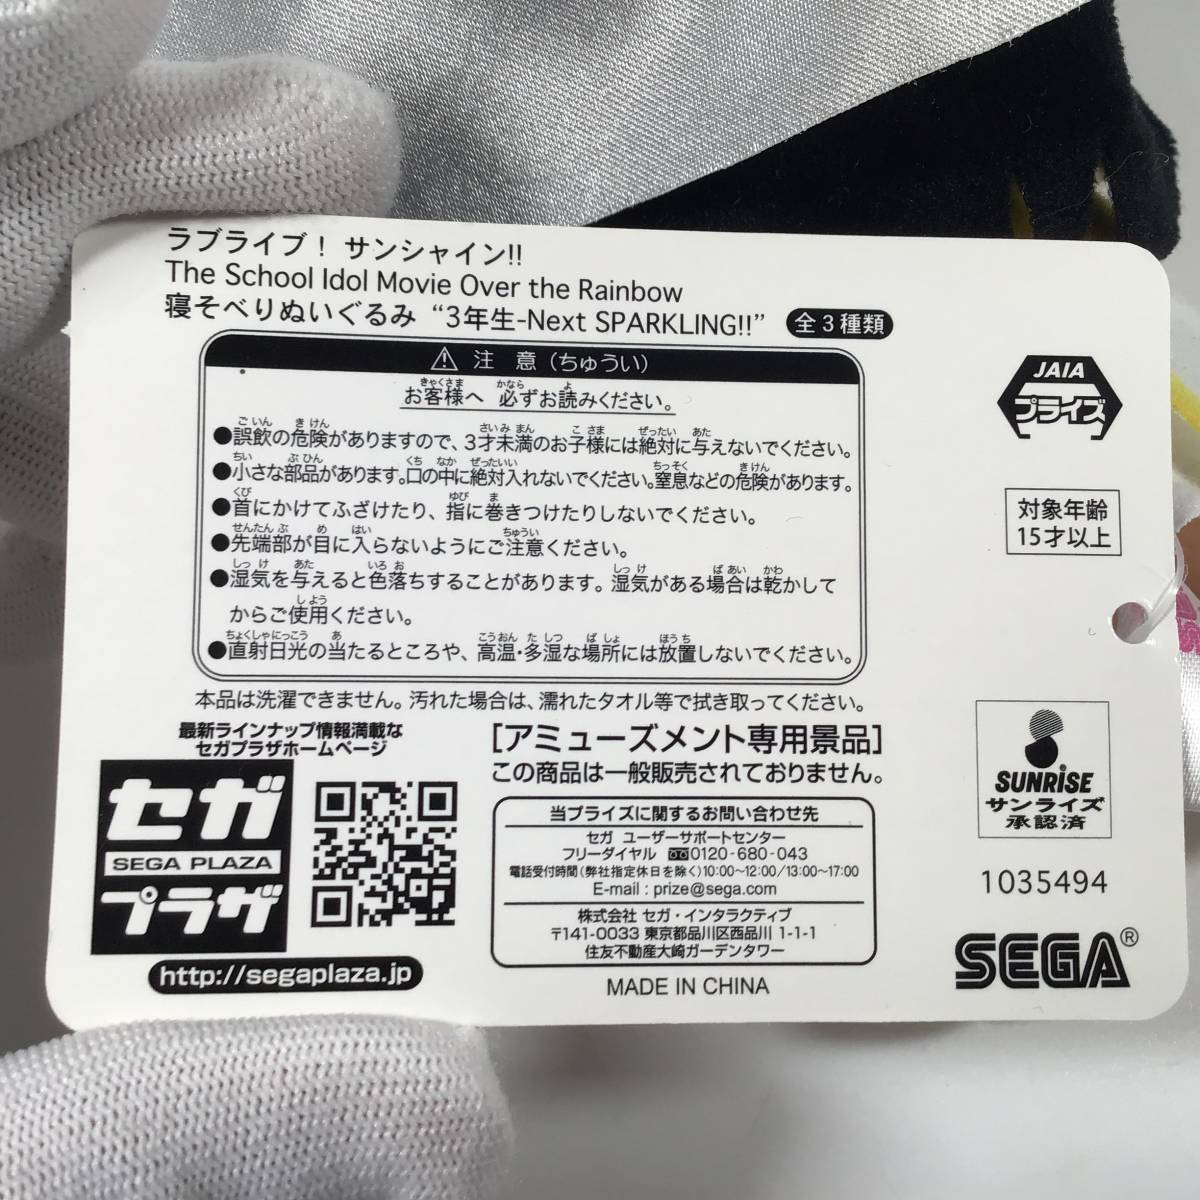 ラブライブ！ サンシャイン!!
The School Idol Movie Over the Rainbow
寝そべりぬいぐるみ “3年生-Next SPARKLING!!” 全3種類
⚠ 注 意（ちゅうい）
お客様へ 必ずお読みください。
●誤飲の危険がありますので、3才未満のお子様には絶対に与えないでください。
●小さな部品があります。口の中に絶対入れないでください。窒息などの危険があります。
●首にかけてふざけたり、指に巻きつけたりしないでください。
●先端部が目に入らないようにご注意ください。
●湿気を与えると色落ちすることがあります。湿気がある場合は乾かして
からご使用ください。
●直射日光の当たるところや、高温・多湿な場所には放置しないでください。
本品は洗濯できません。汚れた場合は、濡れたタオル等で拭き取ってください。
JAIA
プライズ
対象年齢
15才以上
最新ラインナップ情報満載な
セガプラザホームページ
セガ
SEGA PLAZA
プラザ
http://segaplaza.jp
[アミューズメント専用景品]
この商品は一般販売されておりません。
当プライズに関するお問い合わせ先
セガ ユーザーサポートセンター
フリーダイヤル 0120-680-043
電話受付時間（弊社指定休日を除く）10:00〜12:00/13:00〜17:00
E-mail : prize@sega.com
株式会社 セガ・インタラクティブ
〒141-0033 東京都品川区西品川 1-1-1
住友不動産大崎ガーデンタワー
MADE IN CHINA
SUNRISE
サンライズ
承認済
1035494
SEGA®